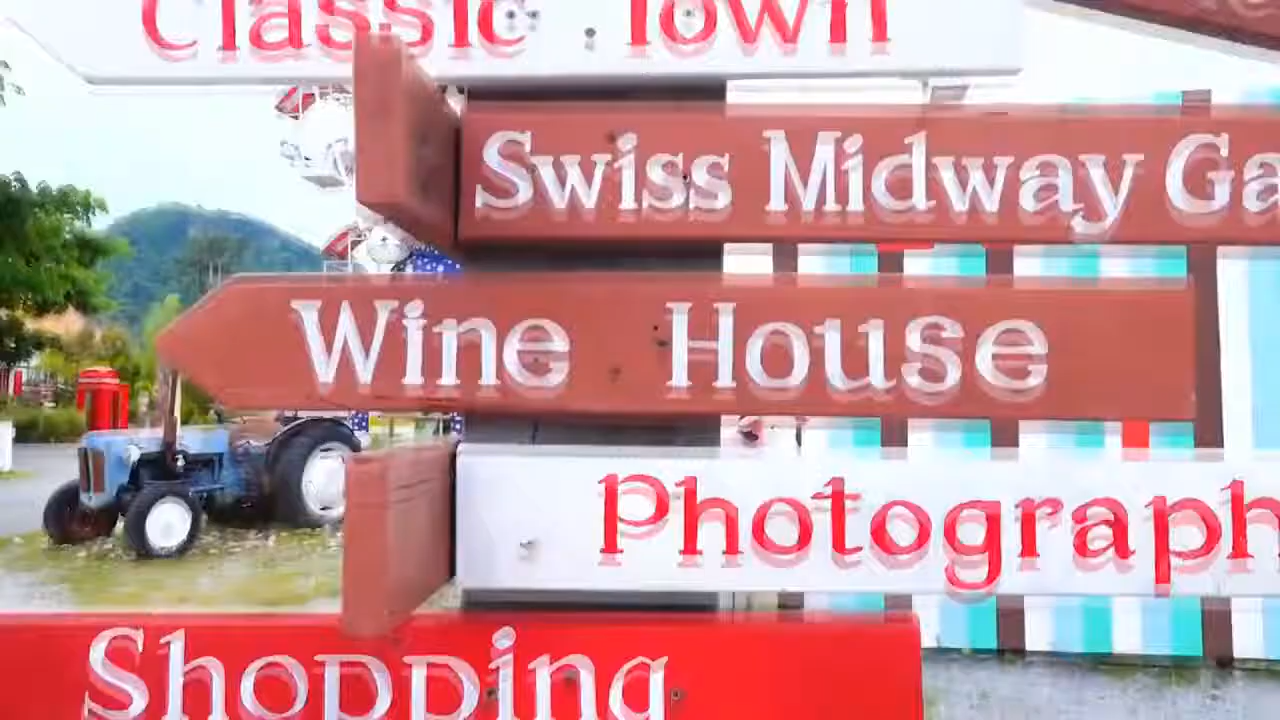 Classic Town
Swiss Midway Ga
Wine House
Photograph
Shopping